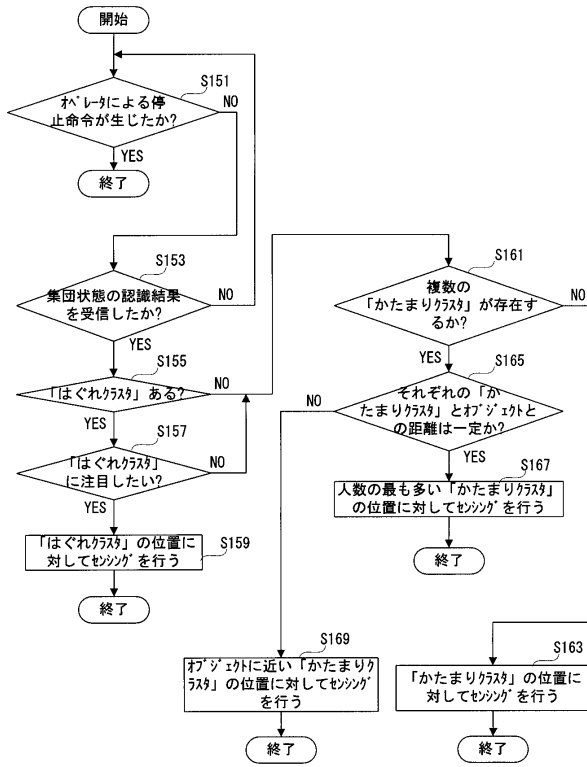 開始
S151
オペレータによる停
止命令が生じたか?
NO
YES
終了
S153
集団状態の認識結果
を受信したか?
NO
YES
S155
「はぐれクラスタ」ある?
NO
YES
S157
「はぐれクラスタ」
に注目したい?
NO
YES
「はぐれクラスタ」の位置に
対してセンシングを行う
S159
終了
S161
複数の
「かたまりクラスタ」が存在す
るか?
NO
YES
S165
それぞれの「か
たまりクラスタ」とオブジェクトと
の距離は一定か?
NO
YES
S167
人数の最も多い「かたまりクラスタ」
の位置に対してセンシングを行う
終了
S169
オブジェクトに近い「かたまりク
ラスタ」の位置に対してセンシング
を行う
終了
S163
「かたまりクラスタ」の位置に
対してセンシングを行う
終了